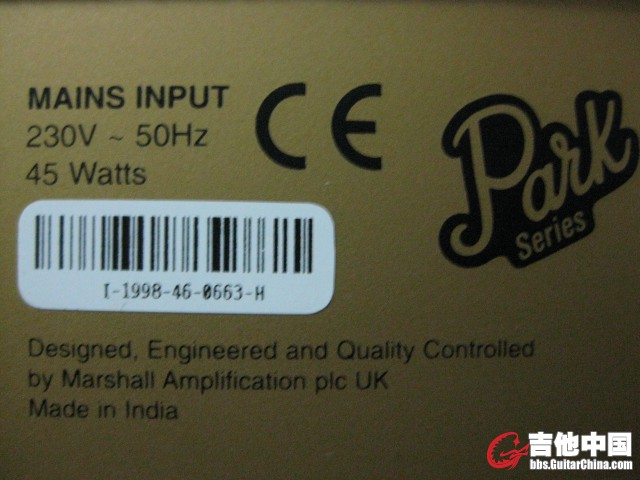 MAINS INPUT
230V ~ 50Hz
45 Watts
CE
Park
Series
I-1998-46-0663-H
Designed, Engineered and Quality Controlled
by Marshall Amplification plc UK
Made in India
吉他中国
bbs.GuitarChina.com